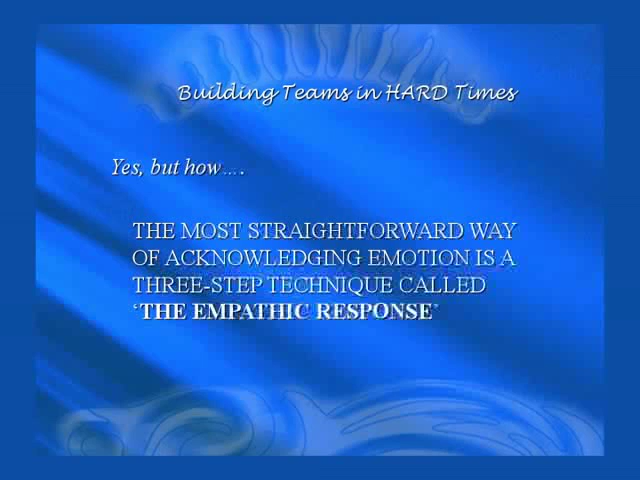 Building Teams in HARD Times
Yes, but how….
THE MOST STRAIGHTFORWARD WAY
OF ACKNOWLEDGING EMOTION IS A
THREE-STEP TECHNIQUE CALLED
‘THE EMPATHIC RESPONSE’